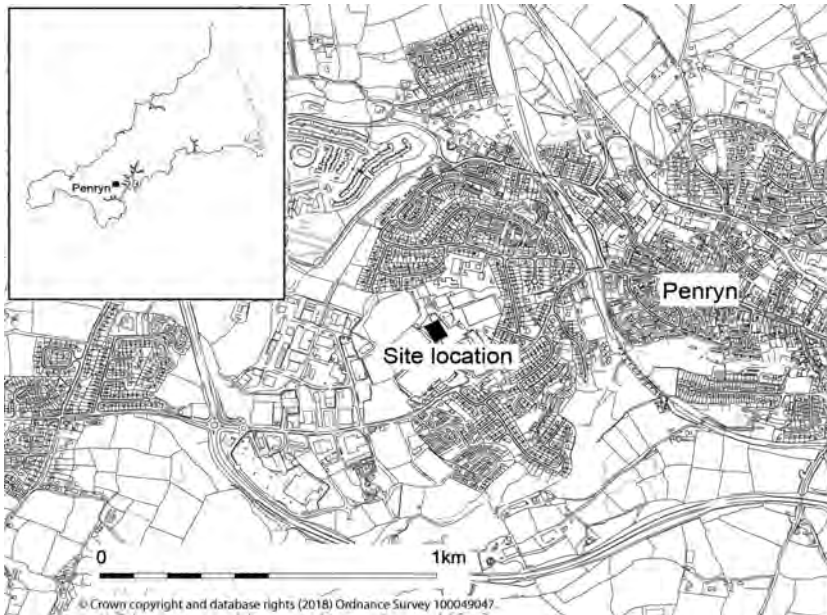 Penryn
Penryn
Site location
0 1km
© Crown copyright and database rights (2018) Ordnance Survey 100049047.